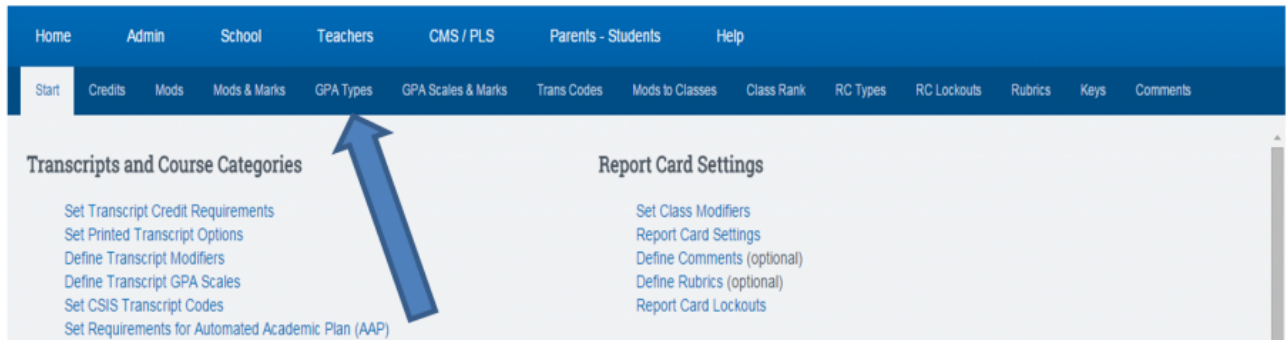 Home Admin School Teachers CMS / PLS Parents - Students Help
Start Credits Mods Mods & Marks GPA Types GPA Scales & Marks Trans Codes Mods to Classes Class Rank RC Types RC Lockouts Rubrics Keys Comments
Transcripts and Course Categories
Set Transcript Credit Requirements
Set Printed Transcript Options
Define Transcript Modifiers
Define Transcript GPA Scales
Set CSIS Transcript Codes
Set Requirements for Automated Academic Plan (AAP)
Report Card Settings
Set Class Modifiers
Report Card Settings
Define Comments (optional)
Define Rubrics (optional)
Report Card Lockouts